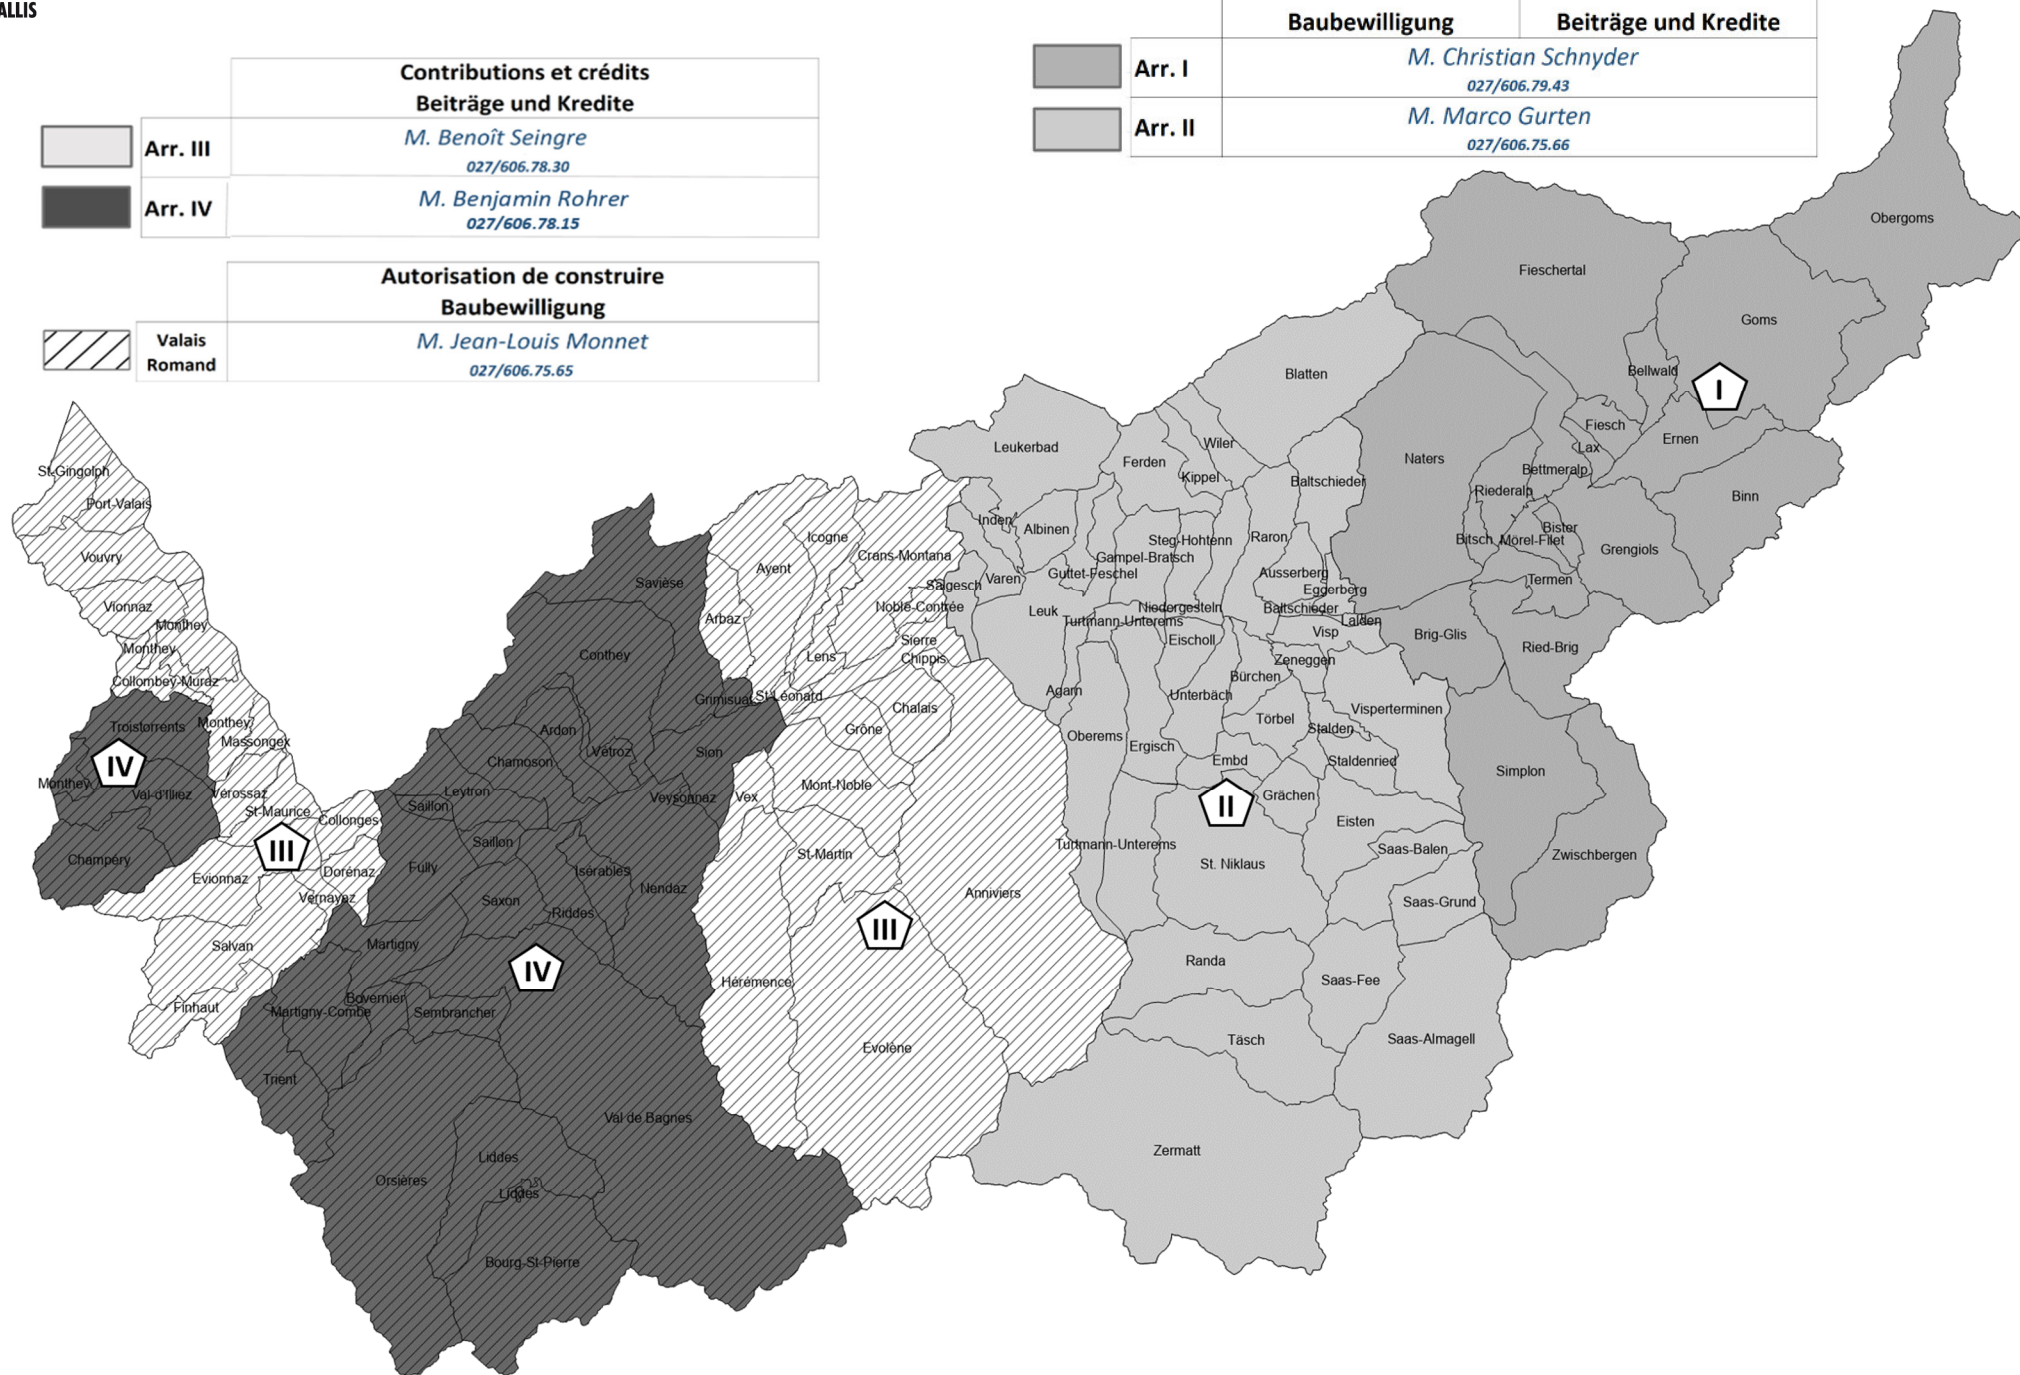 ALLIS
Contributions et crédits
Beiträge und Kredite
Arr. III
M. Benoît Seingre
027/606.78.30
Arr. IV
M. Benjamin Rohrer
027/606.78.15
Autorisation de construire
Baubewilligung
Valais
Romand
M. Jean-Louis Monnet
027/606.75.65
Baubewilligung
Beiträge und Kredite
Arr. I
M. Christian Schnyder
027/606.79.43
Arr. II
M. Marco Gurten
027/606.75.66
Obergoms
Fieschertal
Goms
Bellwald
I
Blatten
Fiesch
Ernen
Lax
Naters
Bettmeralp
Riederalp
Binn
Bister
Bitsch
Mörel-Filet
Grengiols
Termen
Brig-Glis
Ried-Brig
Simplon
Zwischbergen
Leukerbad
Wiler
Ferden
Kippel
Baltschieder
Inden
Albinen
Steg-Hohtenn
Raron
Gampel-Bratsch
Guttet-Feschel
Varen
Salgesch
Ausserberg
Eggerberg
Leuk
Niedergesteln
Baltschieder
Turtmann-Unterems
Lalden
Visp
Eischoll
Zeneggen
Bürchen
Agarn
Unterbäch
Visperterminen
Törbel
Stalden
Oberems
Ergisch
Embd
Staldenried
II
Grächen
Eisten
Turtmann-Unterems
Saas-Balen
St. Niklaus
Saas-Grund
Randa
Saas-Fee
Täsch
Saas-Almagell
Zermatt
St-Gingolph
Port-Valais
Vouvry
Vionnaz
Monthey
Monthey
Collombey-Muraz
Troistorrents
Monthey
Massongex
IV
Monthey
Val-d'Illiez
Vérossaz
St-Maurice
Collonges
III
Champéry
Evionnaz
Dorénaz
Vernayaz
Salvan
Finhaut
Icogne
Crans-Montana
Ayent
Savièse
Noble-Contrée
Arbaz
Sierre
Lens
Chippis
Conthey
Grimisuat
St-Léonard
Chalais
Grône
Ardon
Vétroz
Sion
Chamoson
Mont-Noble
Leytron
Veysonnaz
Vex
Saillon
Saillon
St-Martin
Fully
Isérables
Nendaz
Anniviers
Saxon
Riddes
III
Martigny
IV
Hérémence
Bovernier
Martigny-Combe
Sembrancher
Evolène
Trient
Val de Bagnes
Liddes
Orsières
Liddes
Bourg-St-Pierre